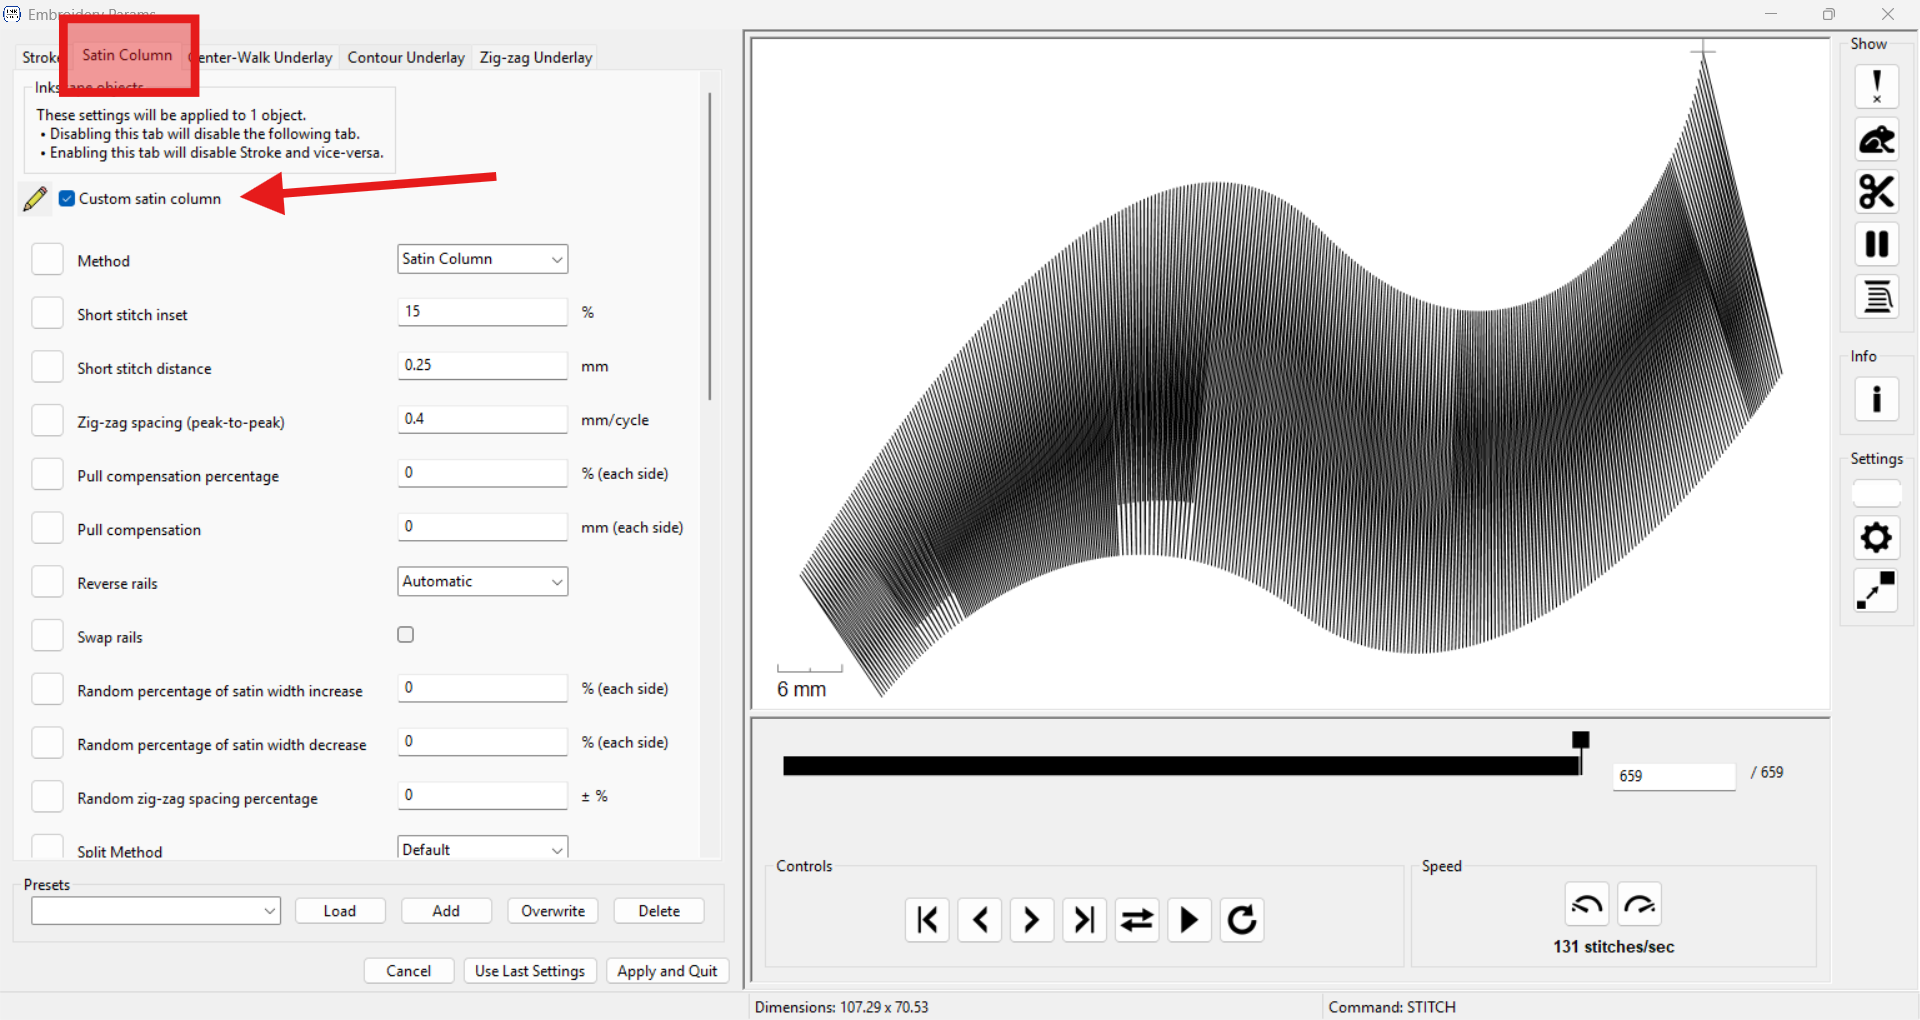 Embroidery Params
Stroke
Satin Column
Center-Walk Underlay
Contour Underlay
Zig-zag Underlay
Inkscape objects
These settings will be applied to 1 object.
• Disabling this tab will disable the following tab.
• Enabling this tab will disable Stroke and vice-versa.
Custom satin column
Method Satin Column
Short stitch inset 15 %
Short stitch distance 0.25 mm
Zig-zag spacing (peak-to-peak) 0.4 mm/cycle
Pull compensation percentage 0 % (each side)
Pull compensation 0 mm (each side)
Reverse rails Automatic
Swap rails
Random percentage of satin width increase 0 % (each side)
Random percentage of satin width decrease 0 % (each side)
Random zig-zag spacing percentage 0 ± %
Split Method Default
Presets
Load Add Overwrite Delete
Cancel Use Last Settings Apply and Quit
6 mm
659 / 659
Controls
Speed
131 stitches/sec
Dimensions: 107.29 x 70.53
Command: STITCH
Show
Info
Settings